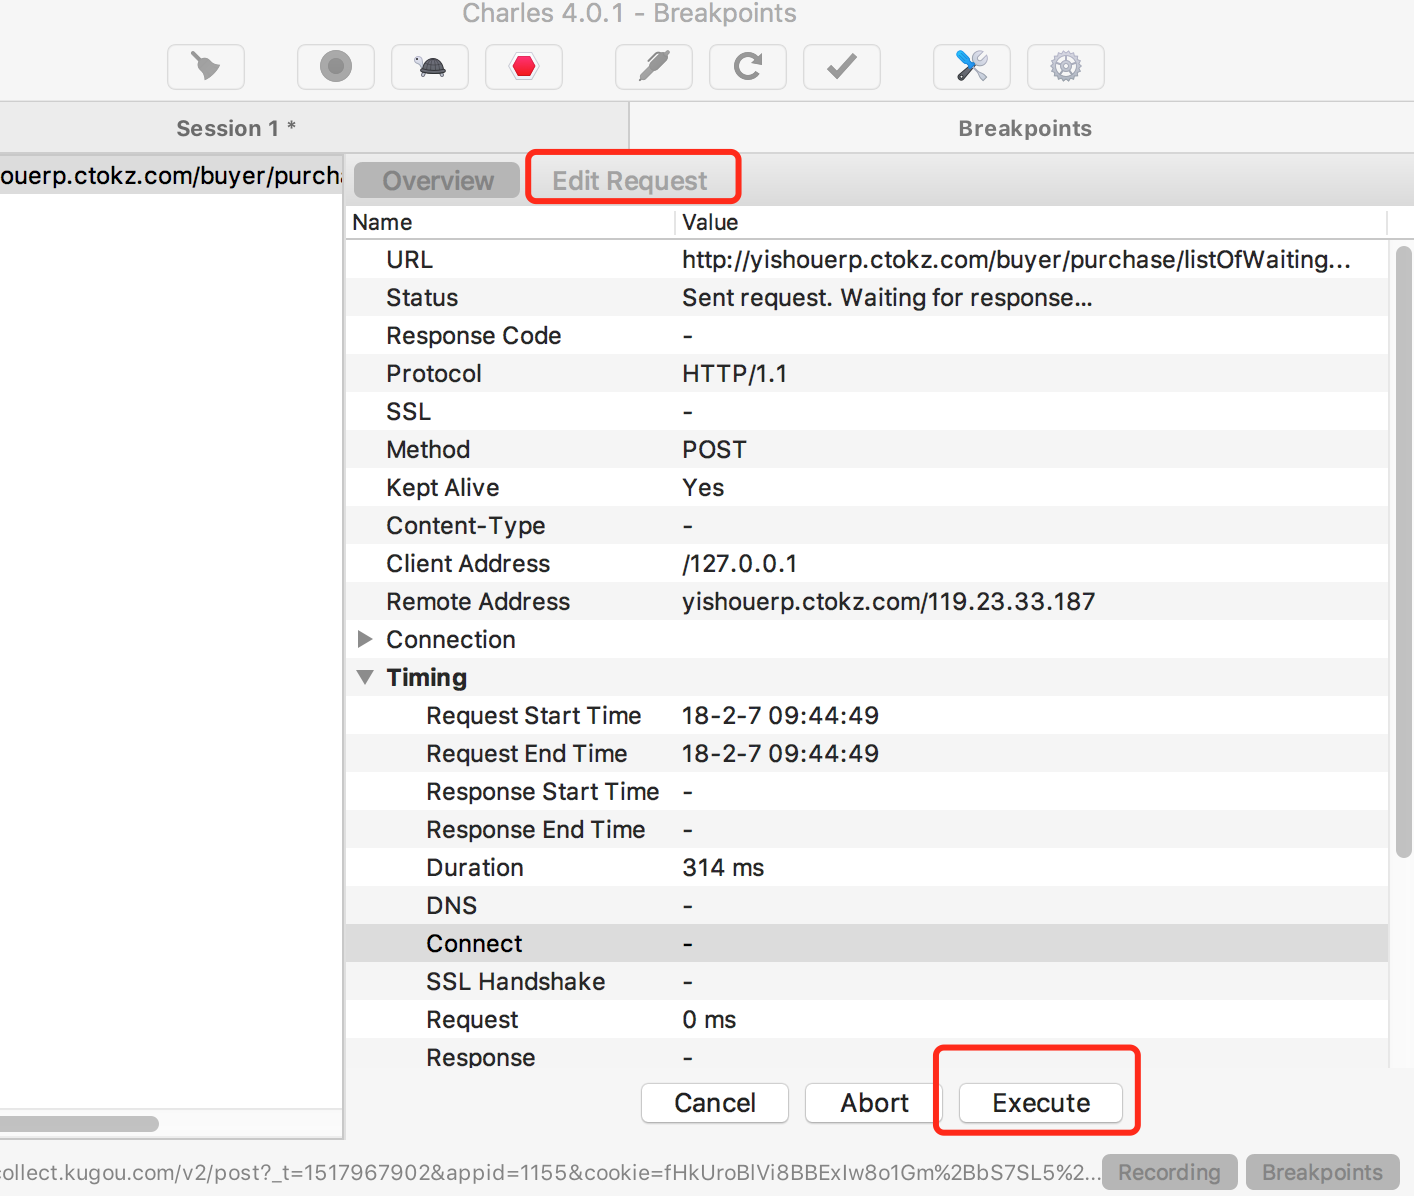 Charles 4.0.1 - Breakpoints
Session 1 *
Breakpoints
ouerp.ctokz.com/buyer/purcha
Overview
Edit Request
Name Value
URL http://yishouerp.ctokz.com/buyer/purchase/listOfWaiting...
Status Sent request. Waiting for response...
Response Code -
Protocol HTTP/1.1
SSL -
Method POST
Kept Alive Yes
Content-Type -
Client Address /127.0.0.1
Remote Address yishouerp.ctokz.com/119.23.33.187
Connection
Timing
Request Start Time 18-2-7 09:44:49
Request End Time 18-2-7 09:44:49
Response Start Time -
Response End Time -
Duration 314 ms
DNS -
Connect -
SSL Handshake -
Request 0 ms
Response -
Cancel
Abort
Execute
collect.kugou.com/v2/post?_t=1517967902&appid=1155&cookie=fHkUroBlVi8BBExIw8o1Gm%2BbS7SL5%2...
Recording
Breakpoints